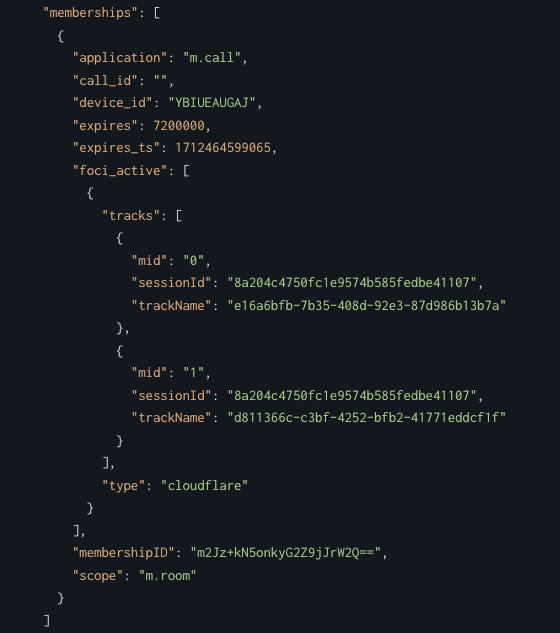 "memberships": [
{
"application": "m.call",
"call_id": "",
"device_id": "YBIUEAUGAJ",
"expires": 7200000,
"expires_ts": 1712464599065,
"foci_active": [
{
"tracks": [
{
"mid": "0",
"sessionId": "8a204c4750fc1e9574b585fedbe41107",
"trackName": "e16a6bfb-7b35-408d-92e3-87d986b13b7a"
},
{
"mid": "1",
"sessionId": "8a204c4750fc1e9574b585fedbe41107",
"trackName": "d811366c-c3bf-4252-bfb2-41771eddcf1f"
}
],
"type": "cloudflare"
}
],
"membershipID": "m2Jz+kN5onkyG2Z9jJrW2Q==",
"scope": "m.room"
}
]